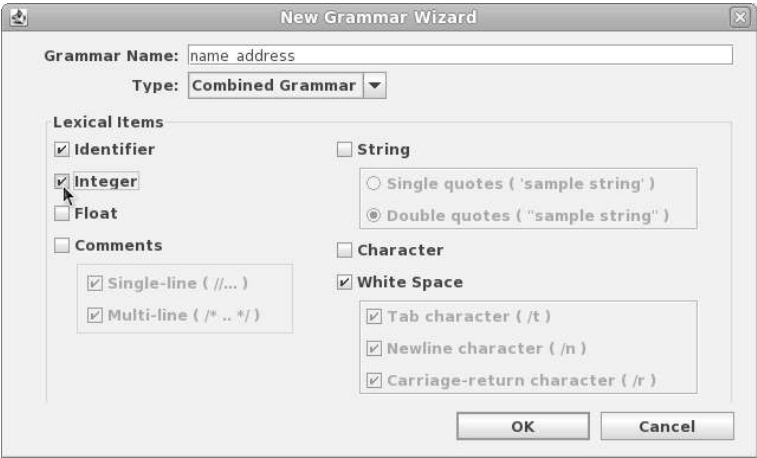 New Grammar Wizard
Grammar Name: name address
Type: Combined Grammar
Lexical Items
Identifier
Integer
Float
Comments
Single-line ( //... )
Multi-line ( /* .. */ )
String
Single quotes ( 'sample string' )
Double quotes ( "sample string" )
Character
White Space
Tab character ( /t )
Newline character ( /n )
Carriage-return character ( /r )
OK Cancel